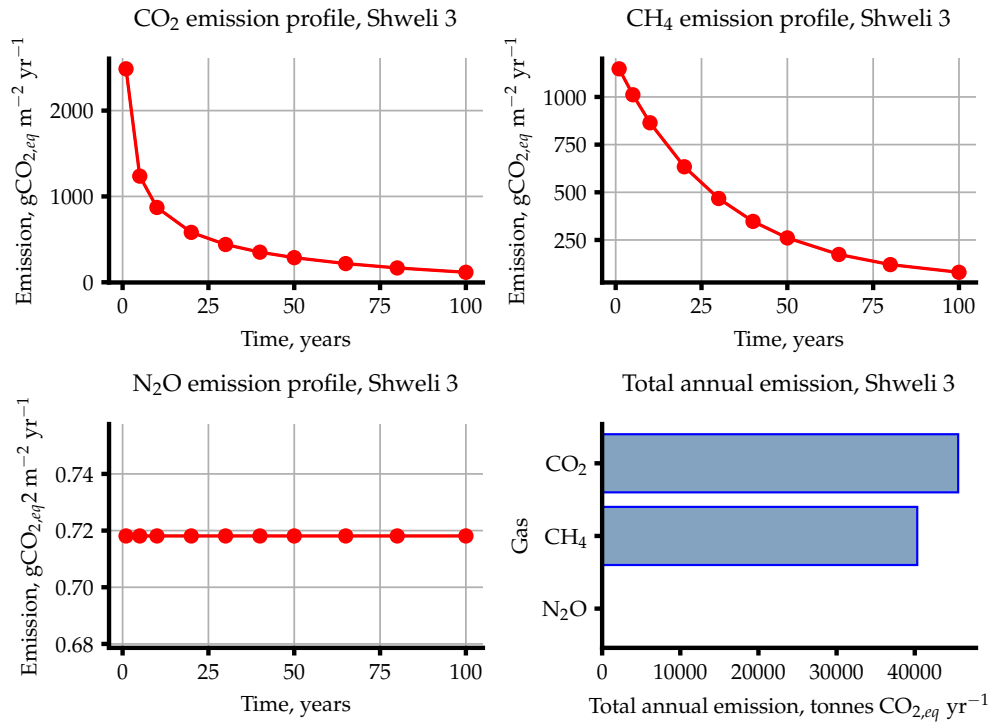 CO₂ emission profile, Shweli 3
Emission, gCO₂,eq m⁻² yr⁻¹
2000
1000
0
0 25 50 75 100
Time, years
CH₄ emission profile, Shweli 3
Emission, gCO₂,eq m⁻² yr⁻¹
1000
750
500
250
0 25 50 75 100
Time, years
N₂O emission profile, Shweli 3
Emission, gCO₂,eq2 m⁻² yr⁻¹
0.74
0.72
0.70
0.68
0 25 50 75 100
Time, years
Total annual emission, Shweli 3
Gas
CO₂
CH₄
N₂O
0 10000 20000 30000 40000
Total annual emission, tonnes CO₂,eq yr⁻¹